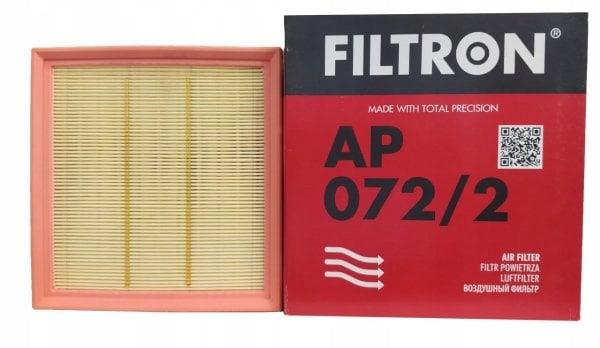 FILTRON®
MADE WITH TOTAL PRECISION
AP
072/2
AIR FILTER
FILTR POWIETRZA
LUFTFILTER
ВОЗДУШНЫЙ ФИЛЬТР